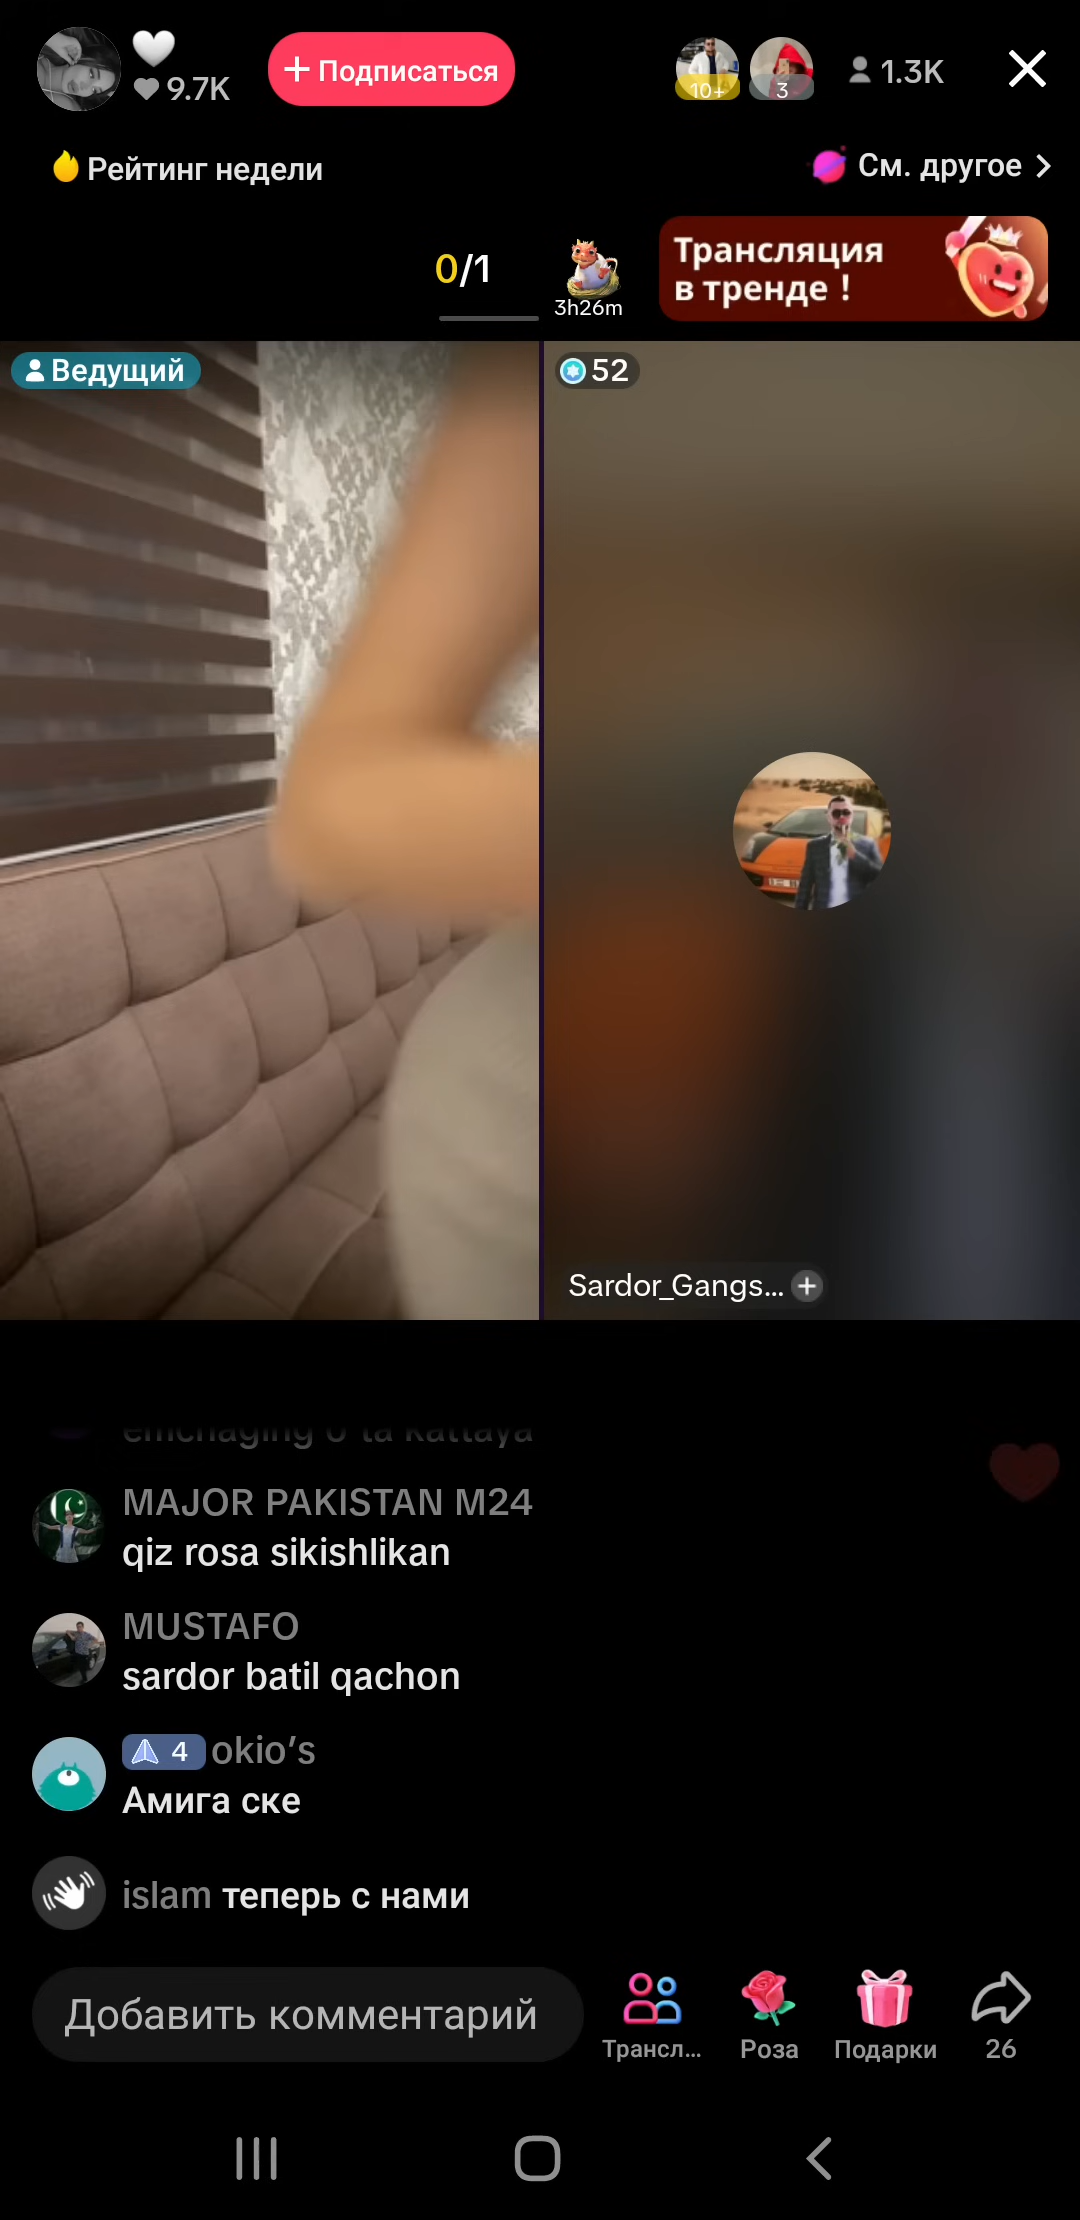 🤍
9.7K
+ Подписаться
10+
3
1.3K
Рейтинг недели
См. другое >
0/1
3h26m
Трансляция
в тренде !
Ведущий
52
Sardor_Gangs... +
MAJOR PAKISTAN M24
qiz rosa sikishlikan
MUSTAFO
sardor batil qachon
4 okio’s
Амига ске
islam теперь с нами
Добавить комментарий
Трансл...
Роза
Подарки
26